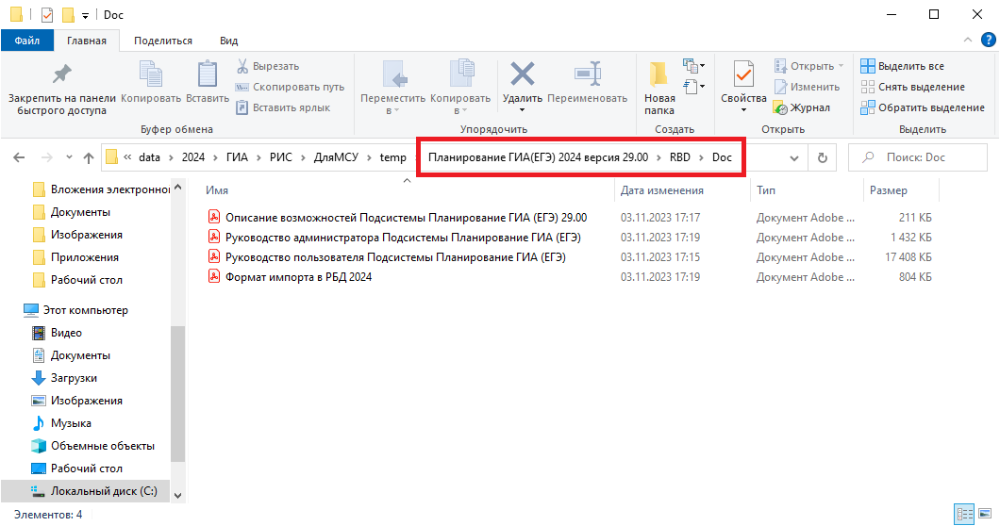 Doc
Файл Главная Поделиться Вид
Закрепить на панели быстрого доступа
Копировать
Вставить
Вырезать
Скопировать путь
Вставить ярлык
Буфер обмена
Переместить в
Копировать в
Удалить
Переименовать
Упорядочить
Новая папка
Создать
Свойства
Открыть
Изменить
Журнал
Открыть
Выделить все
Снять выделение
Обратить выделение
Выделить
« data › 2024 › ГИА › РИС › ДляМСУ › temp › Планирование ГИА(ЕГЭ) 2024 версия 29.00 › RBD › Doc
Поиск: Doc
Вложения электронно
Документы
Изображения
Приложения
Рабочий стол
Этот компьютер
Видео
Документы
Загрузки
Изображения
Музыка
Объемные объекты
Рабочий стол
Локальный диск (C:)
Имя Дата изменения Тип Размер
Описание возможностей Подсистемы Планирование ГИА (ЕГЭ) 29.00 03.11.2023 17:17 Документ Adobe ... 211 КБ
Руководство администратора Подсистемы Планирование ГИА (ЕГЭ) 03.11.2023 17:19 Документ Adobe ... 1 432 КБ
Руководство пользователя Подсистемы Планирование ГИА (ЕГЭ) 03.11.2023 17:15 Документ Adobe ... 17 408 КБ
Формат импорта в РБД 2024 03.11.2023 17:19 Документ Adobe ... 804 КБ
Элементов: 4